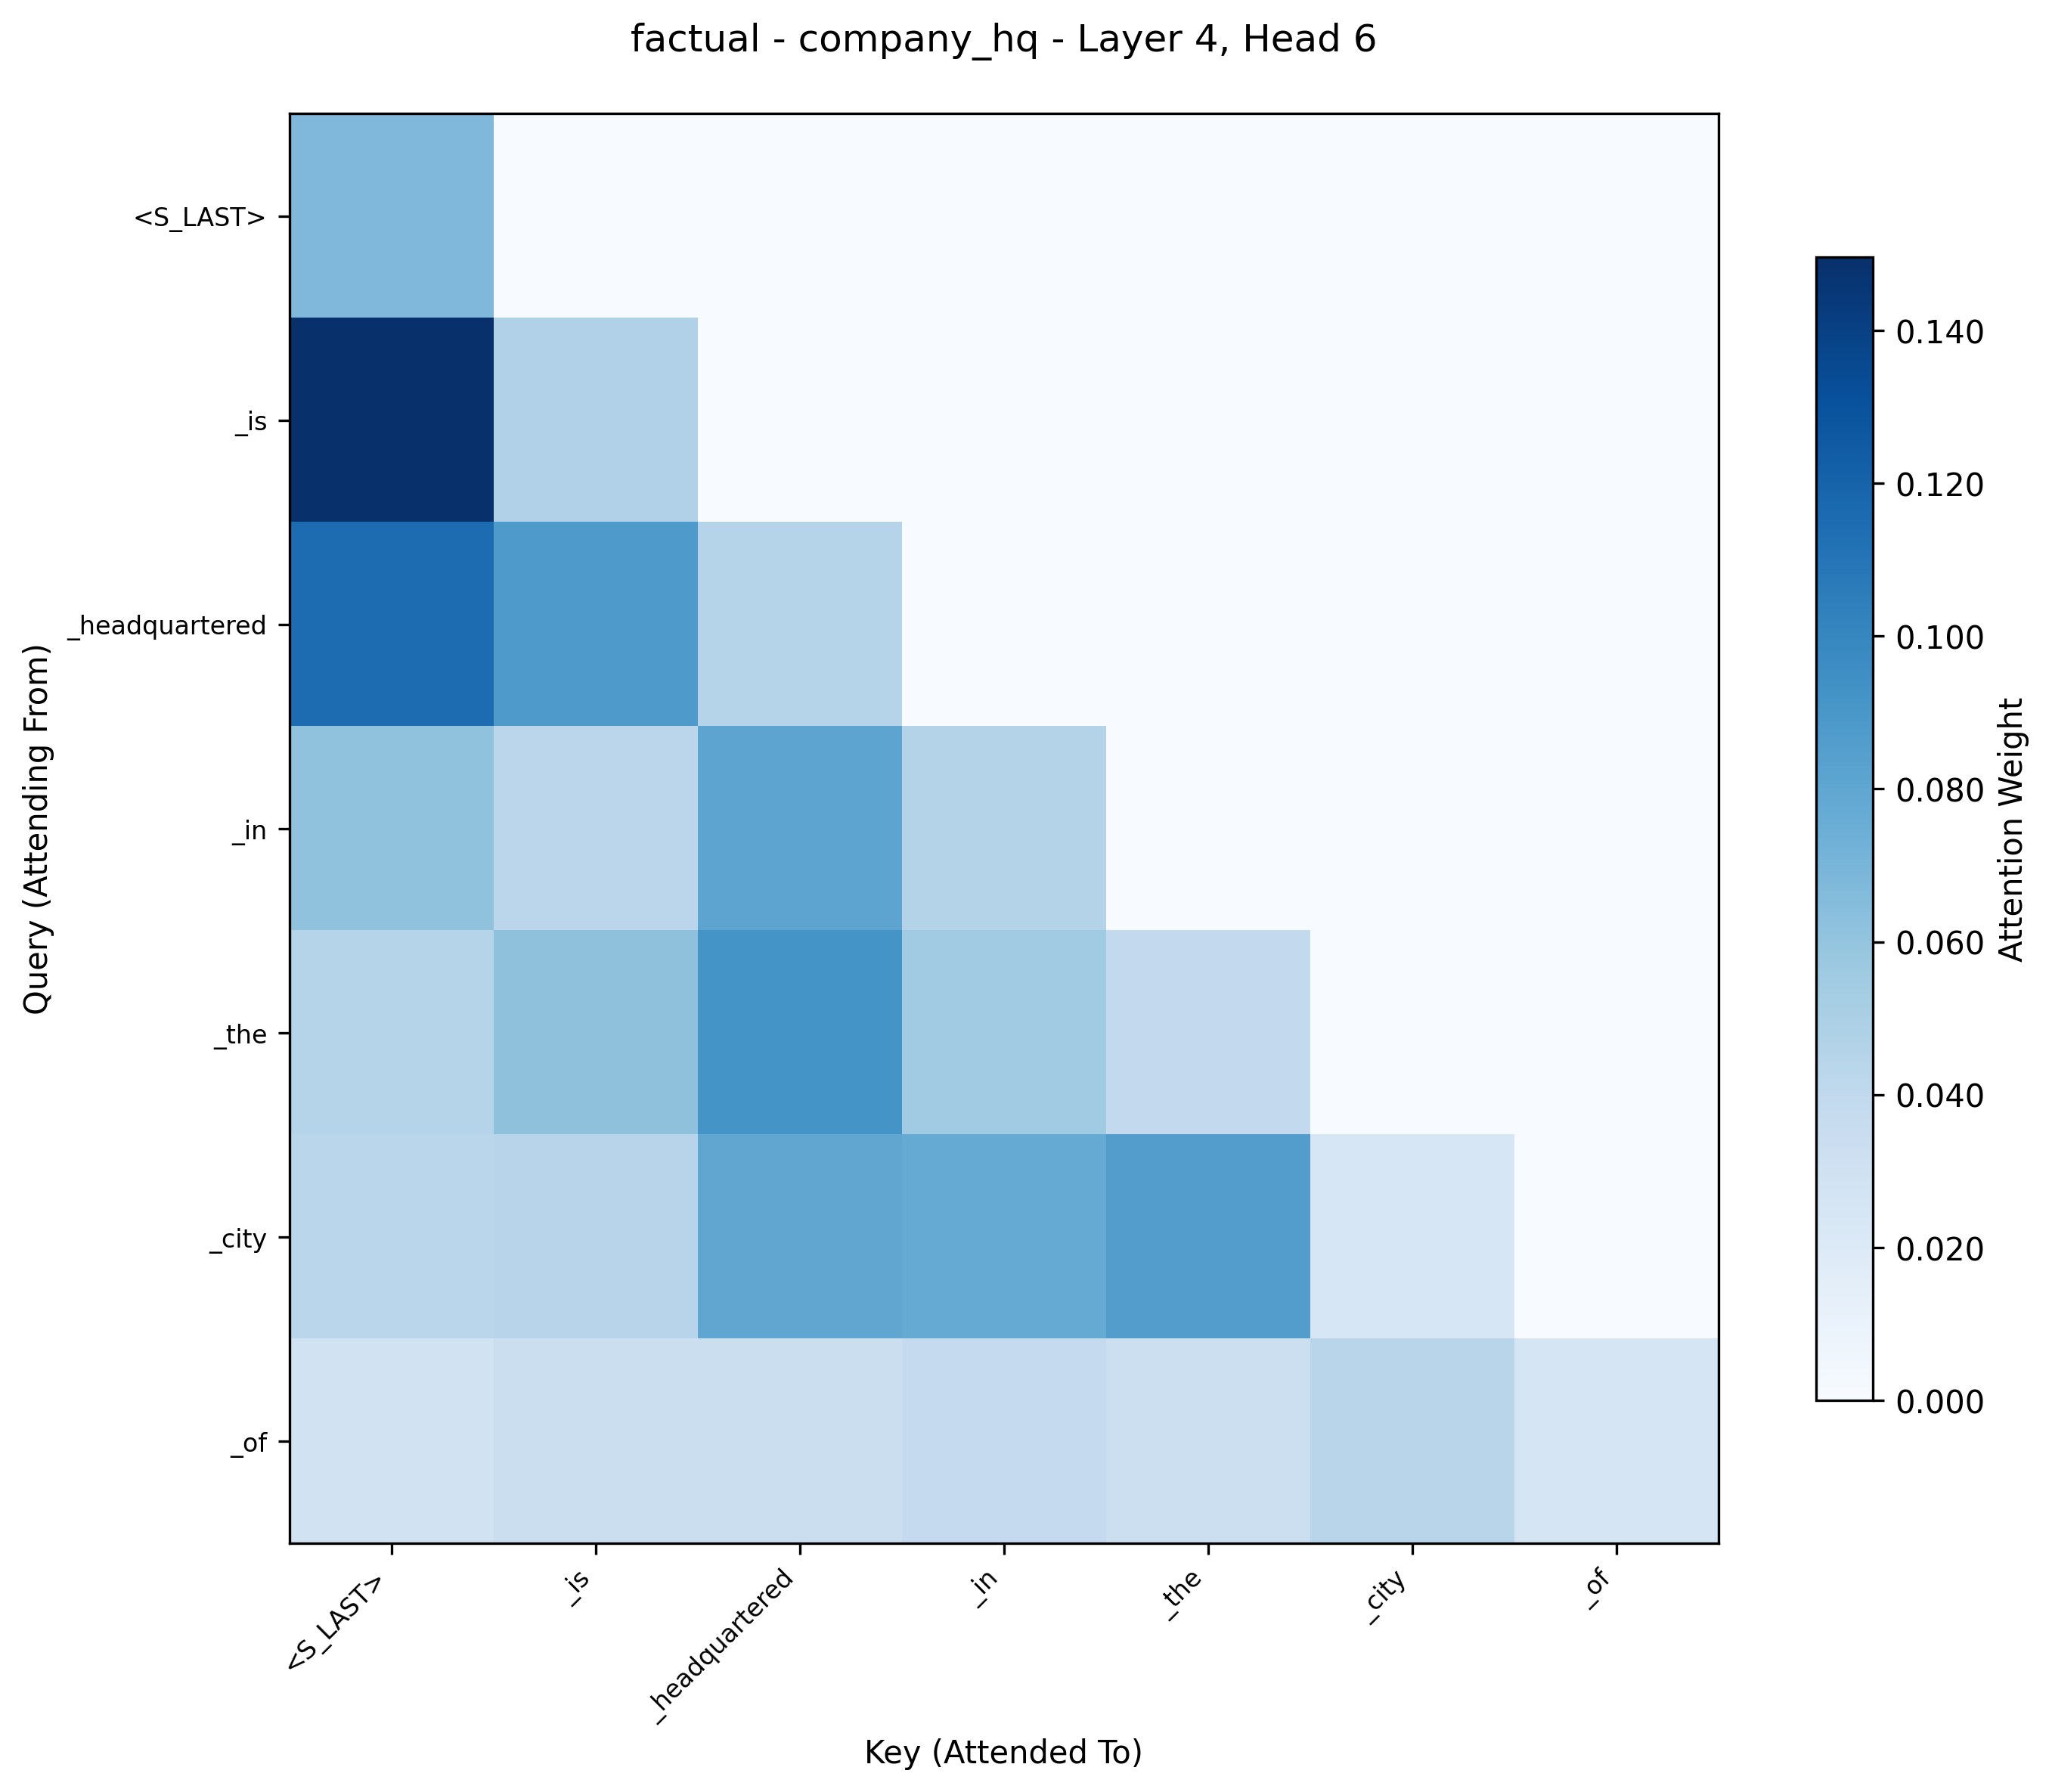 factual - company_hq - Layer 4, Head 6
Query (Attending From)
<S_LAST>
_is
_headquartered
_in
_the
_city
_of
<S_LAST>
_is
_headquartered
_in
_the
_city
_of
Key (Attended To)
0.140
0.120
0.100
0.080
0.060
0.040
0.020
0.000
Attention Weight